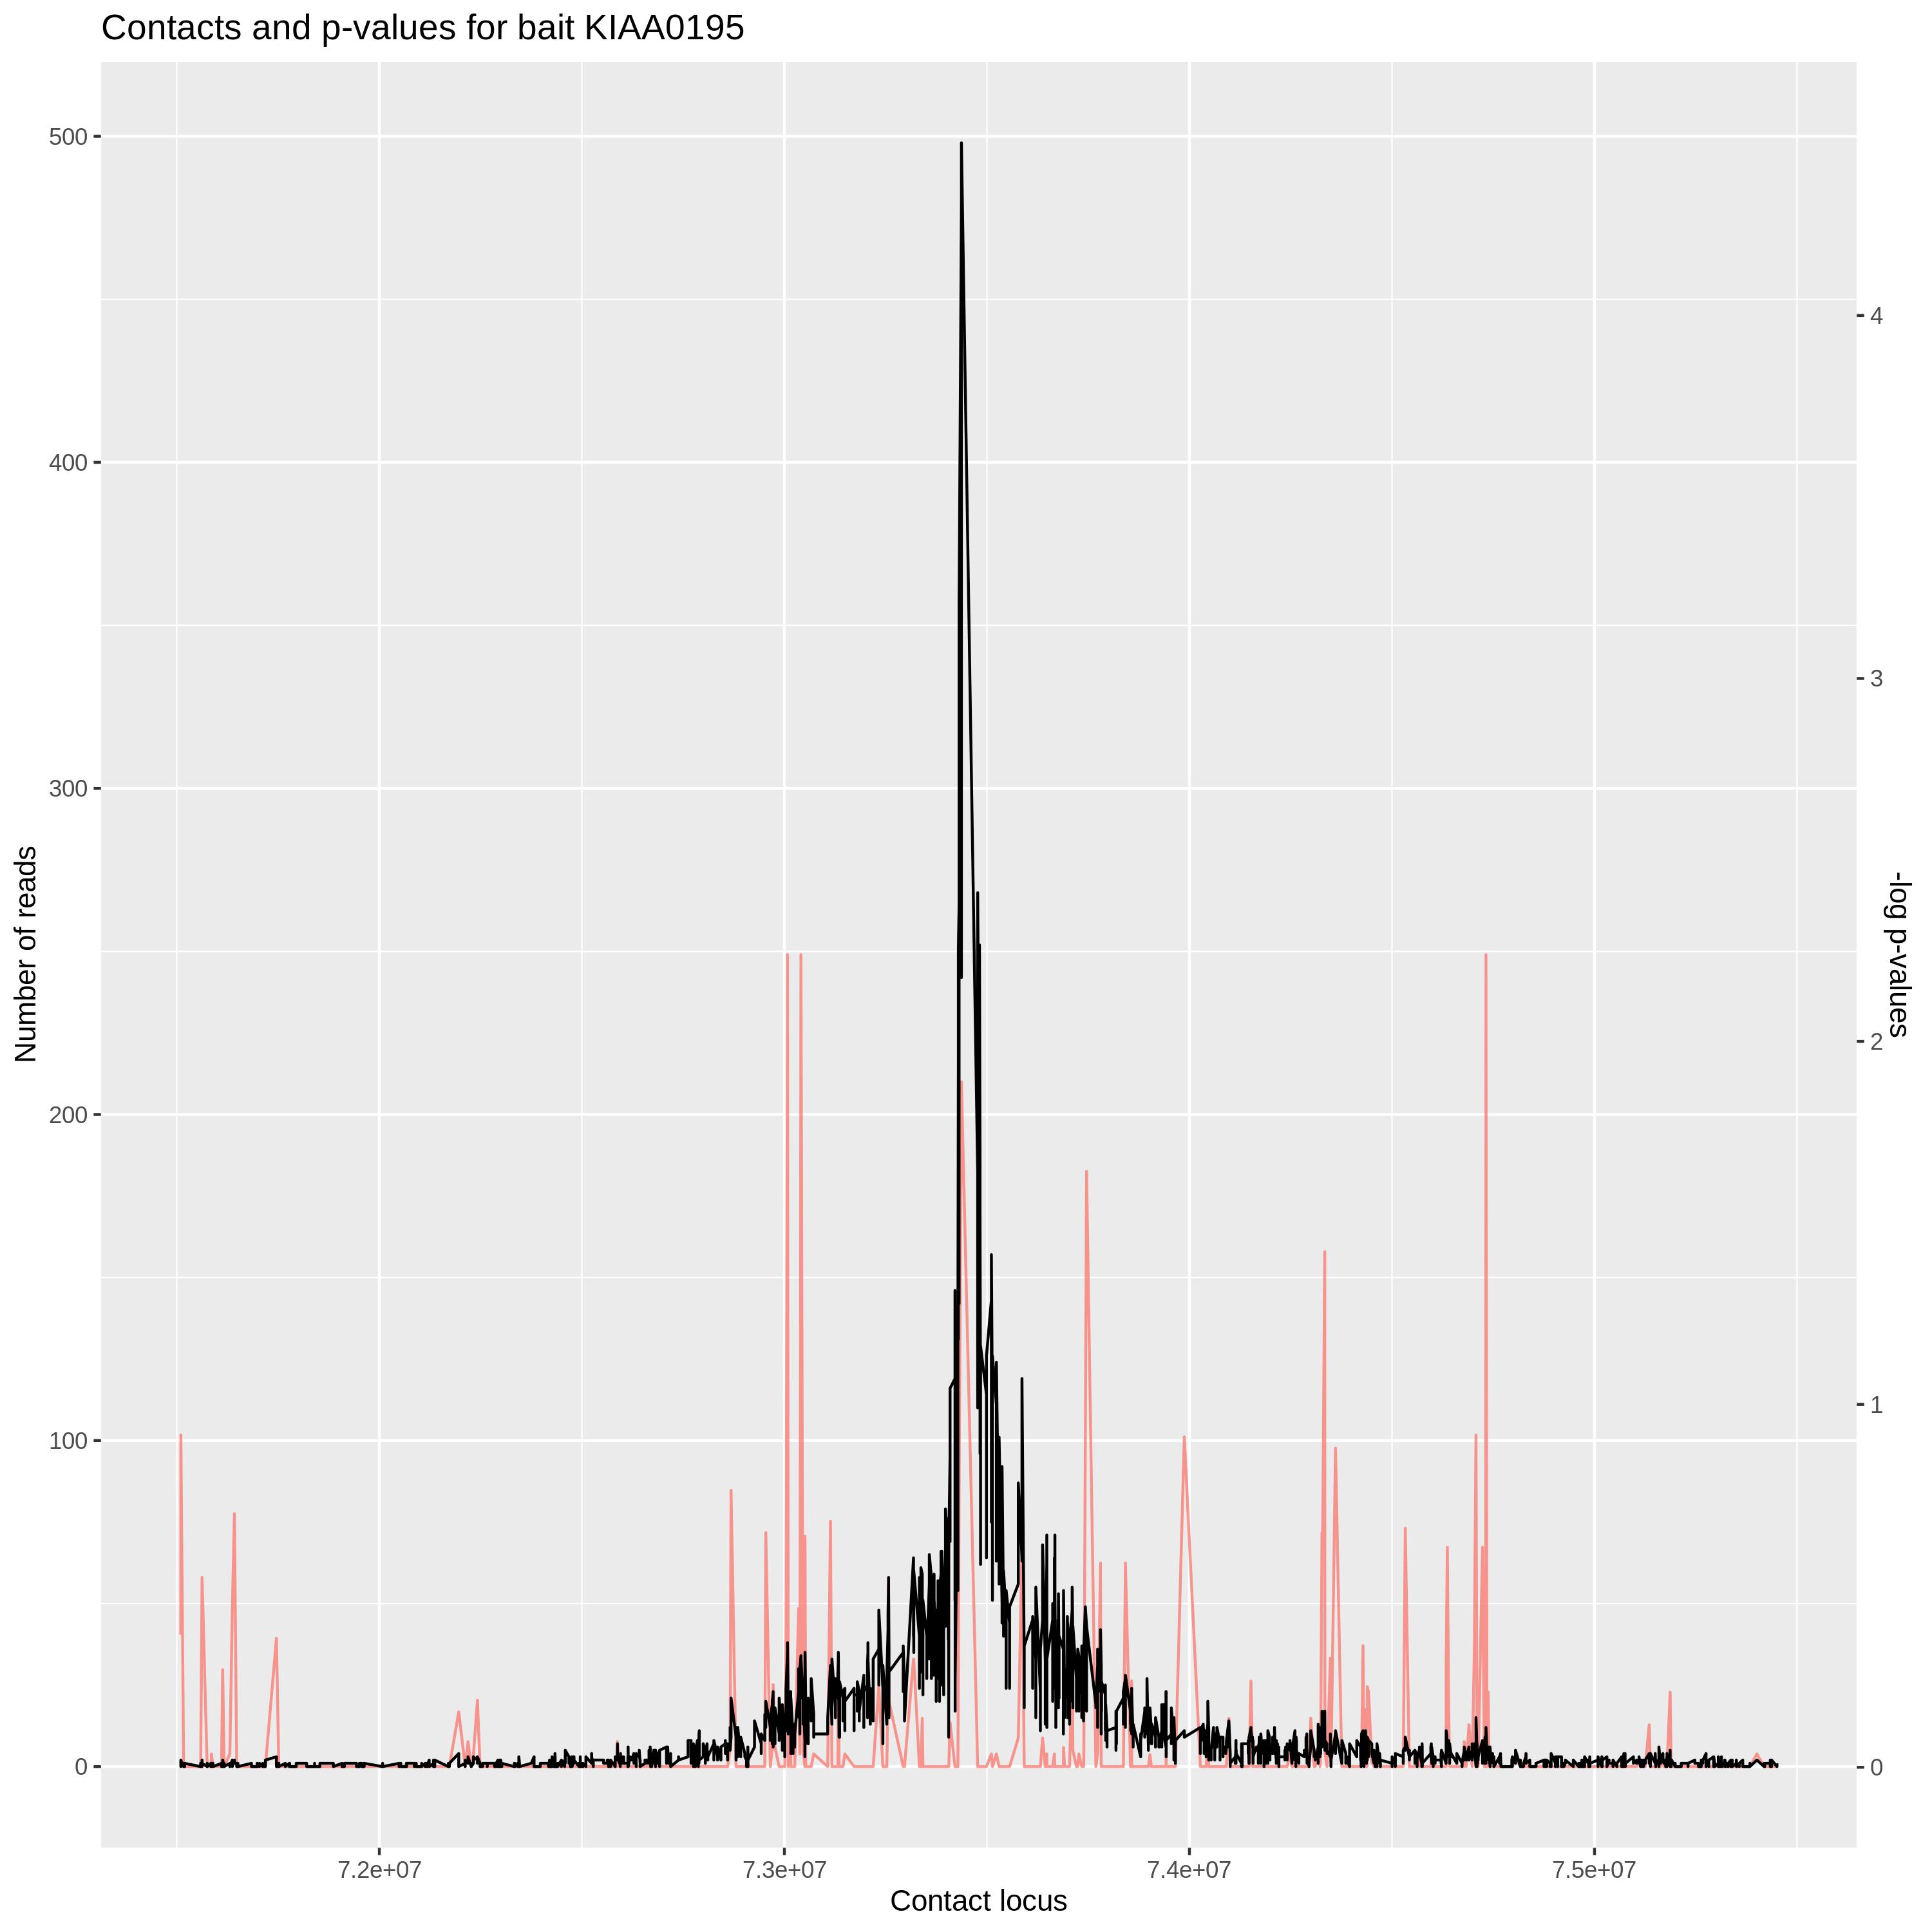 Contacts and p-values for bait KIAA0195
Number of reads
500
400
300
200
100
0
-log p-values
4
3
2
1
0
7.2e+07
7.3e+07
7.4e+07
7.5e+07
Contact locus